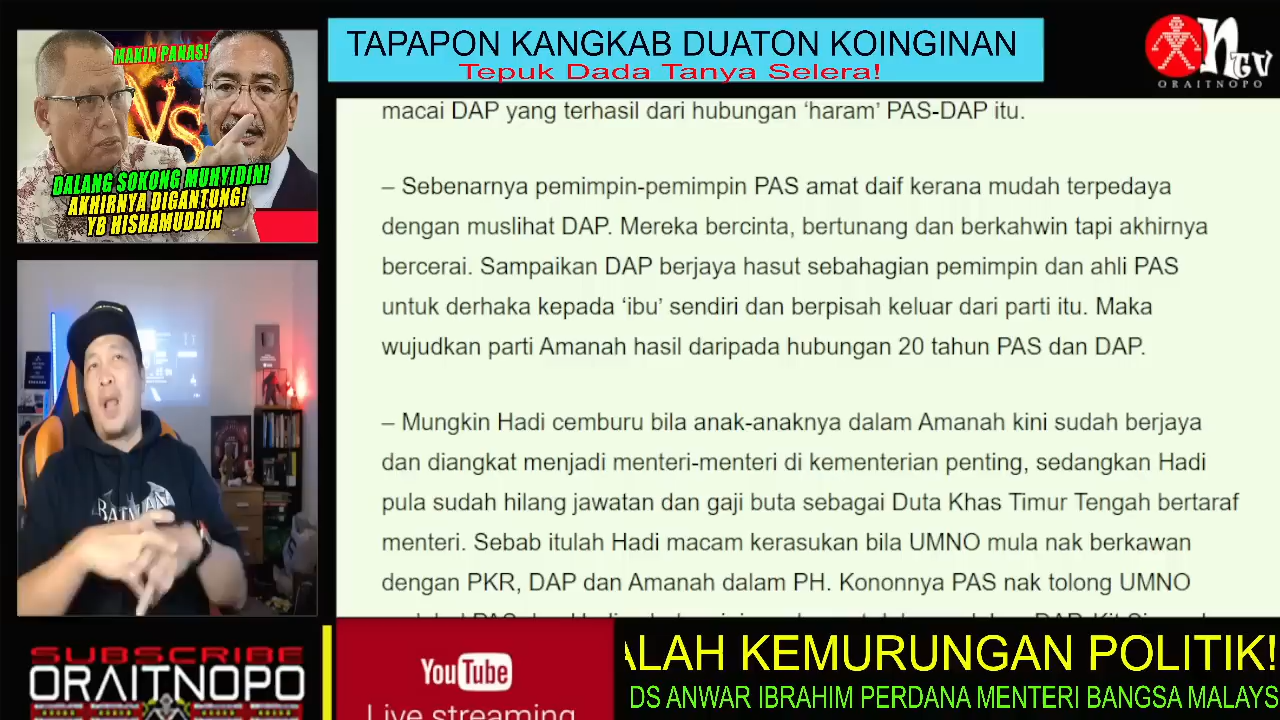 MAKIN PANAS!
VS
DALANG SOKONG MUHYIDIN!
AKHIRNYA DIGANTUNG!
YB HISHAMUDDIN
TAPAPON KANGKAB DUATON KOINGINAN
Tepuk Dada Tanya Selera!
n TV
ORAITNOPO
macai DAP yang terhasil dari hubungan ‘haram’ PAS-DAP itu.
– Sebenarnya pemimpin-pemimpin PAS amat daif kerana mudah terpedaya
dengan muslihat DAP. Mereka bercinta, bertunang dan berkahwin tapi akhirnya
bercerai. Sampaikan DAP berjaya hasut sebahagian pemimpin dan ahli PAS
untuk derhaka kepada ‘ibu’ sendiri dan berpisah keluar dari parti itu. Maka
wujudkan parti Amanah hasil daripada hubungan 20 tahun PAS dan DAP.
– Mungkin Hadi cemburu bila anak-anaknya dalam Amanah kini sudah berjaya
dan diangkat menjadi menteri-menteri di kementerian penting, sedangkan Hadi
pula sudah hilang jawatan dan gaji buta sebagai Duta Khas Timur Tengah bertaraf
menteri. Sebab itulah Hadi macam kerasukan bila UMNO mula nak berkawan
dengan PKR, DAP dan Amanah dalam PH. Kononnya PAS nak tolong UMNO
BATMAN
SUBSCRIBE
ORAITNOPO
YouTube
Live streaming
ALAH KEMURUNGAN POLITIK!
DS ANWAR IBRAHIM PERDANA MENTERI BANGSA MALAYS